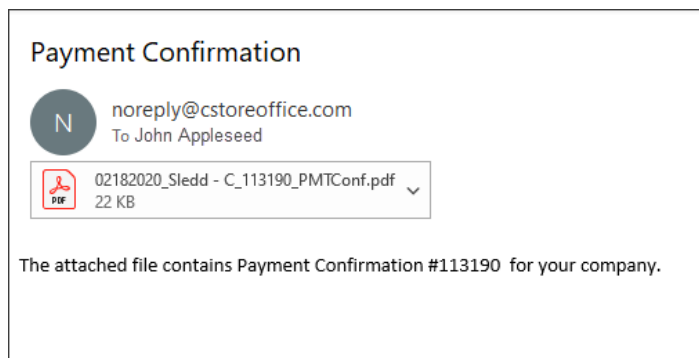 Payment Confirmation
N
noreply@cstoreoffice.com
To John Appleseed
PDF
02182020_Sledd - C_113190_PMTConf.pdf
22 KB
The attached file contains Payment Confirmation #113190  for your company.